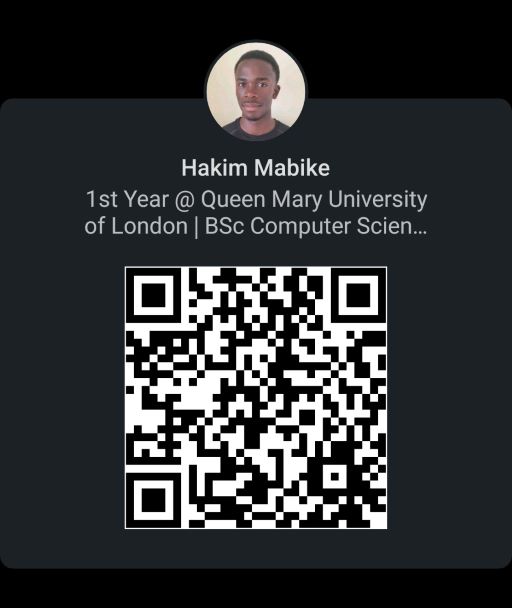 Hakim Mabike
1st Year @ Queen Mary University
of London | BSc Computer Scien...